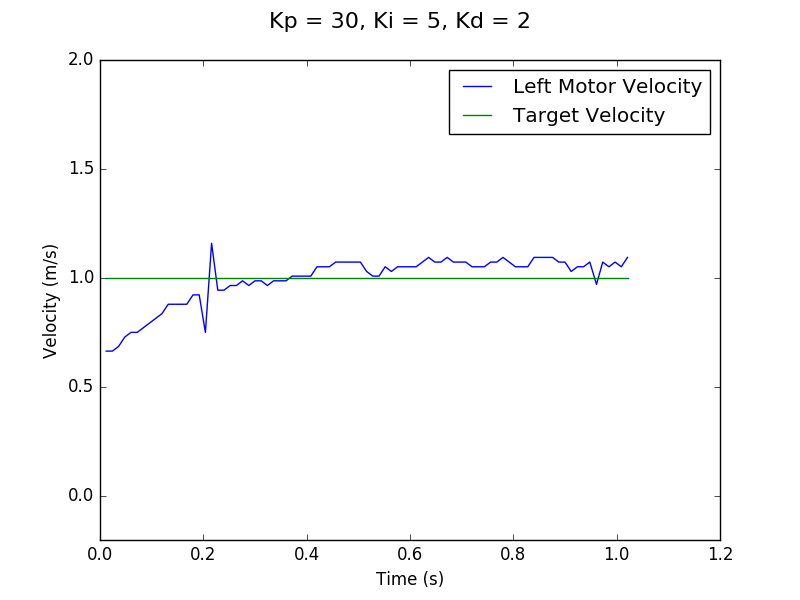 Kp = 30, Ki = 5, Kd = 2
Left Motor Velocity
Target Velocity
2.0
1.5
1.0
0.5
0.0
Velocity (m/s)
0.0 0.2 0.4 0.6 0.8 1.0 1.2
Time (s)